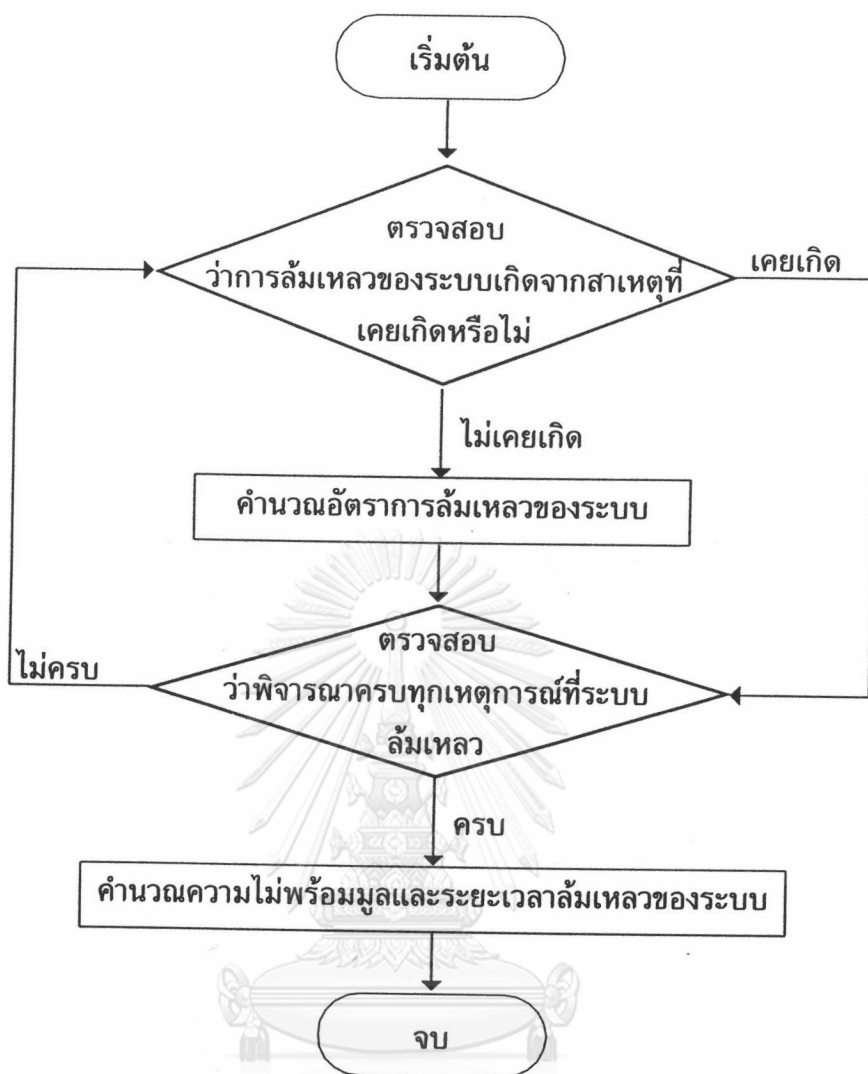 เริ่มต้น
ตรวจสอบ
ว่าการล้มเหลวของระบบเกิดจากสาเหตุที่
เคยเกิดหรือไม่
เคยเกิด
ไม่เคยเกิด
คำนวณอัตราการล้มเหลวของระบบ
ตรวจสอบ
ว่าพิจารณาครบทุกเหตุการณ์ที่ระบบ
ล้มเหลว
ไม่ครบ
ครบ
คำนวณความไม่พร้อมมูลและระยะเวลาล้มเหลวของระบบ
จบ